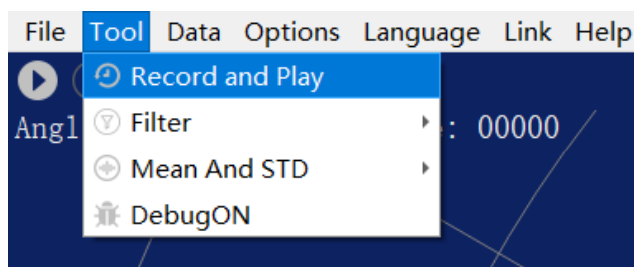 File Tool Data Options Language Link Help
Record and Play
Angl Filter : 00000
Mean And STD
DebugON